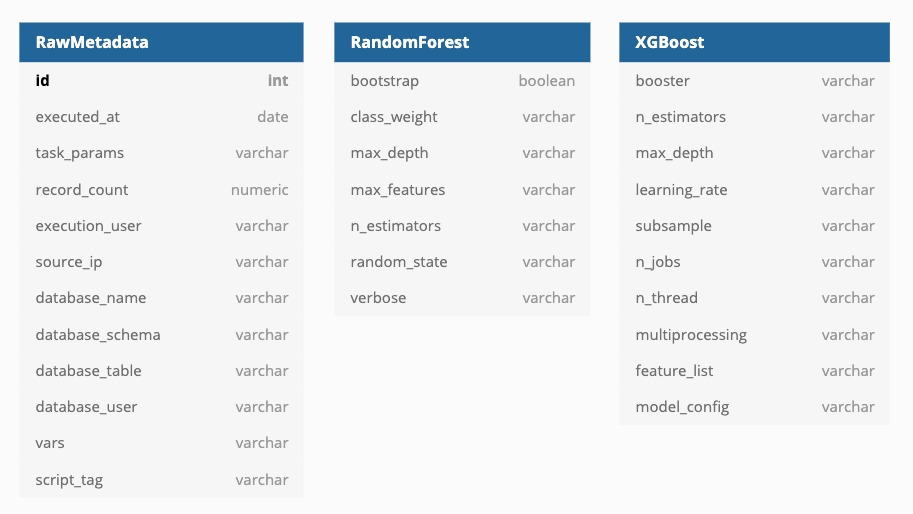 RawMetadata
id int
executed_at date
task_params varchar
record_count numeric
execution_user varchar
source_ip varchar
database_name varchar
database_schema varchar
database_table varchar
database_user varchar
vars varchar
script_tag varchar
RandomForest
bootstrap boolean
class_weight varchar
max_depth varchar
max_features varchar
n_estimators varchar
random_state varchar
verbose varchar
XGBoost
booster varchar
n_estimators varchar
max_depth varchar
learning_rate varchar
subsample varchar
n_jobs varchar
n_thread varchar
multiprocessing varchar
feature_list varchar
model_config varchar